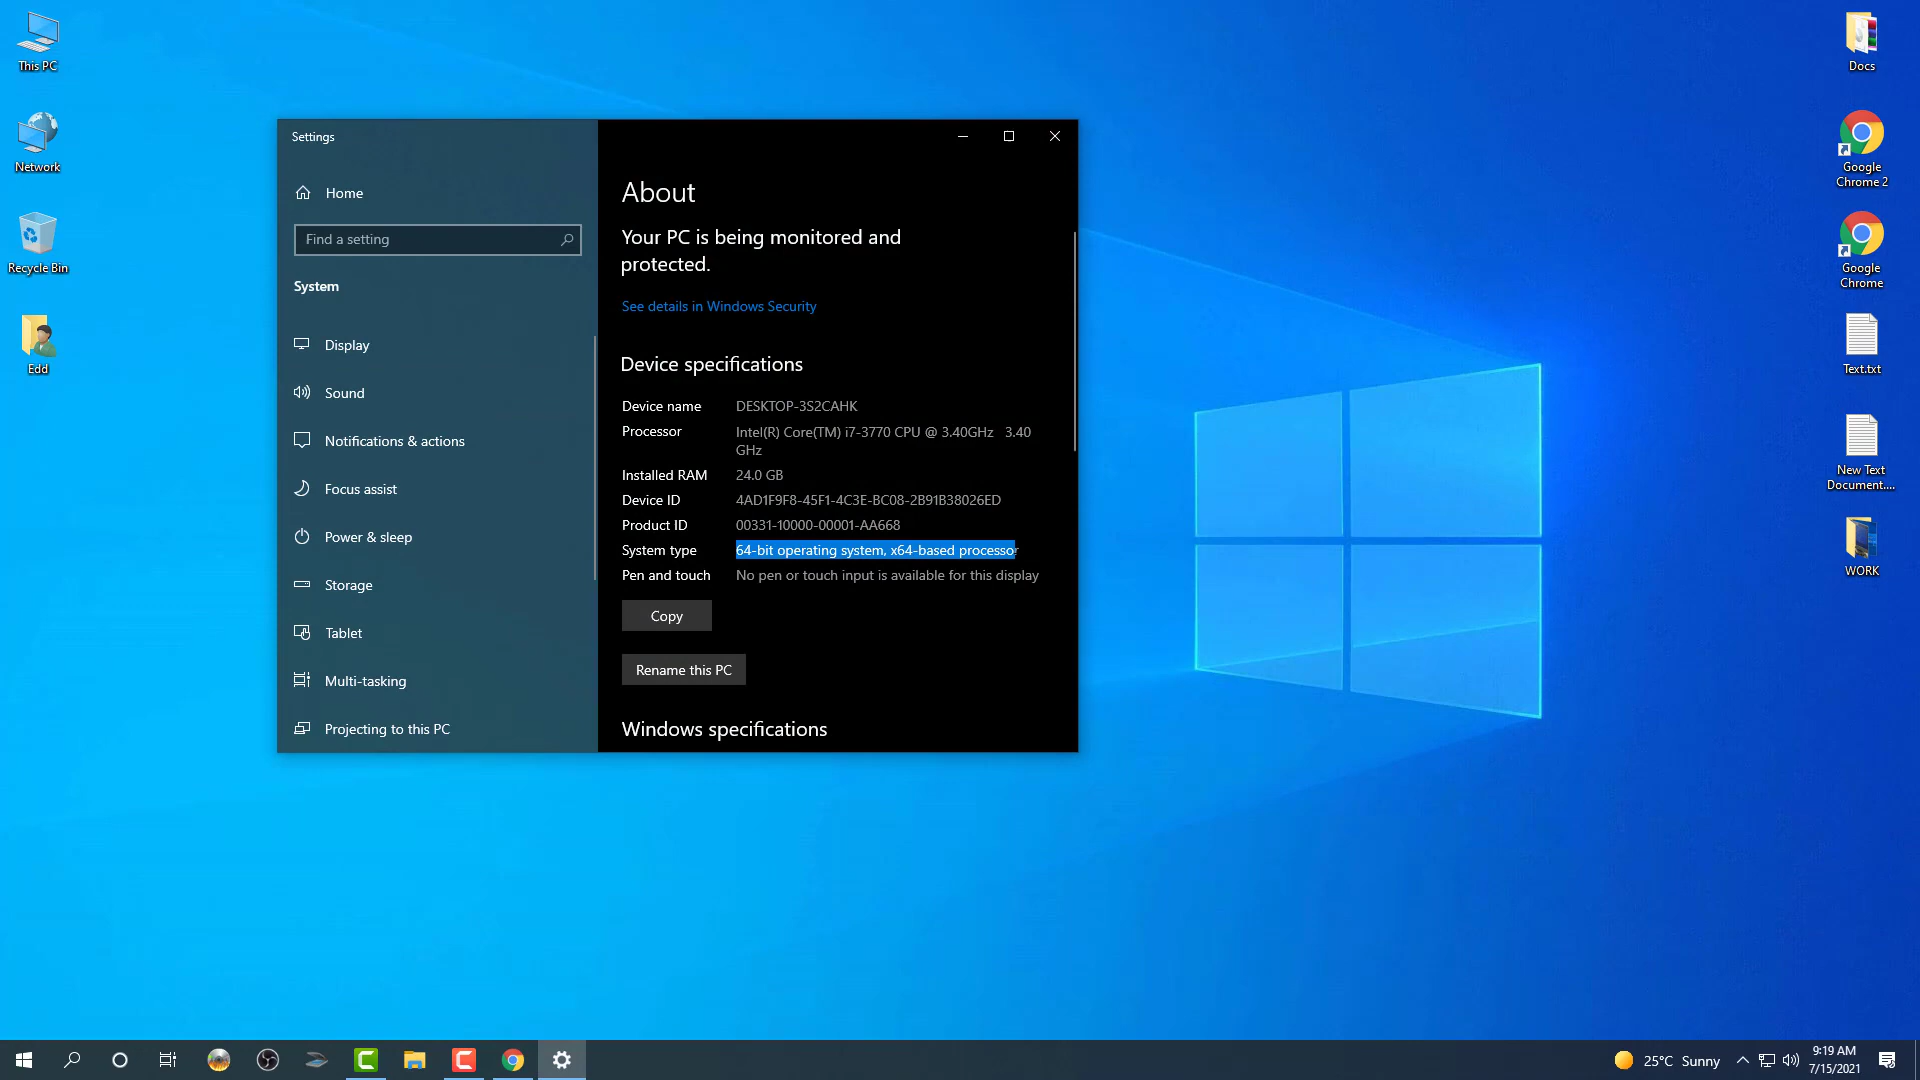 This PC
Network
Recycle Bin
Edd
Settings
Home
Find a setting
System
Display
Sound
Notifications & actions
Focus assist
Power & sleep
Storage
Tablet
Multi-tasking
Projecting to this PC
About
Your PC is being monitored and
protected.
See details in Windows Security
Device specifications
Device name DESKTOP-3S2CAHK
Processor Intel(R) Core(TM) i7-3770 CPU @ 3.40GHz 3.40
GHz
Installed RAM 24.0 GB
Device ID 4AD1F9F8-45F1-4C3E-BC08-2B91B38026ED
Product ID 00331-10000-00001-AA668
System type 64-bit operating system, x64-based processor
Pen and touch No pen or touch input is available for this display
Copy
Rename this PC
Windows specifications
Docs
Google
Chrome 2
Google
Chrome
Text.txt
New Text
Document....
WORK
25°C Sunny
9:19 AM
7/15/2021